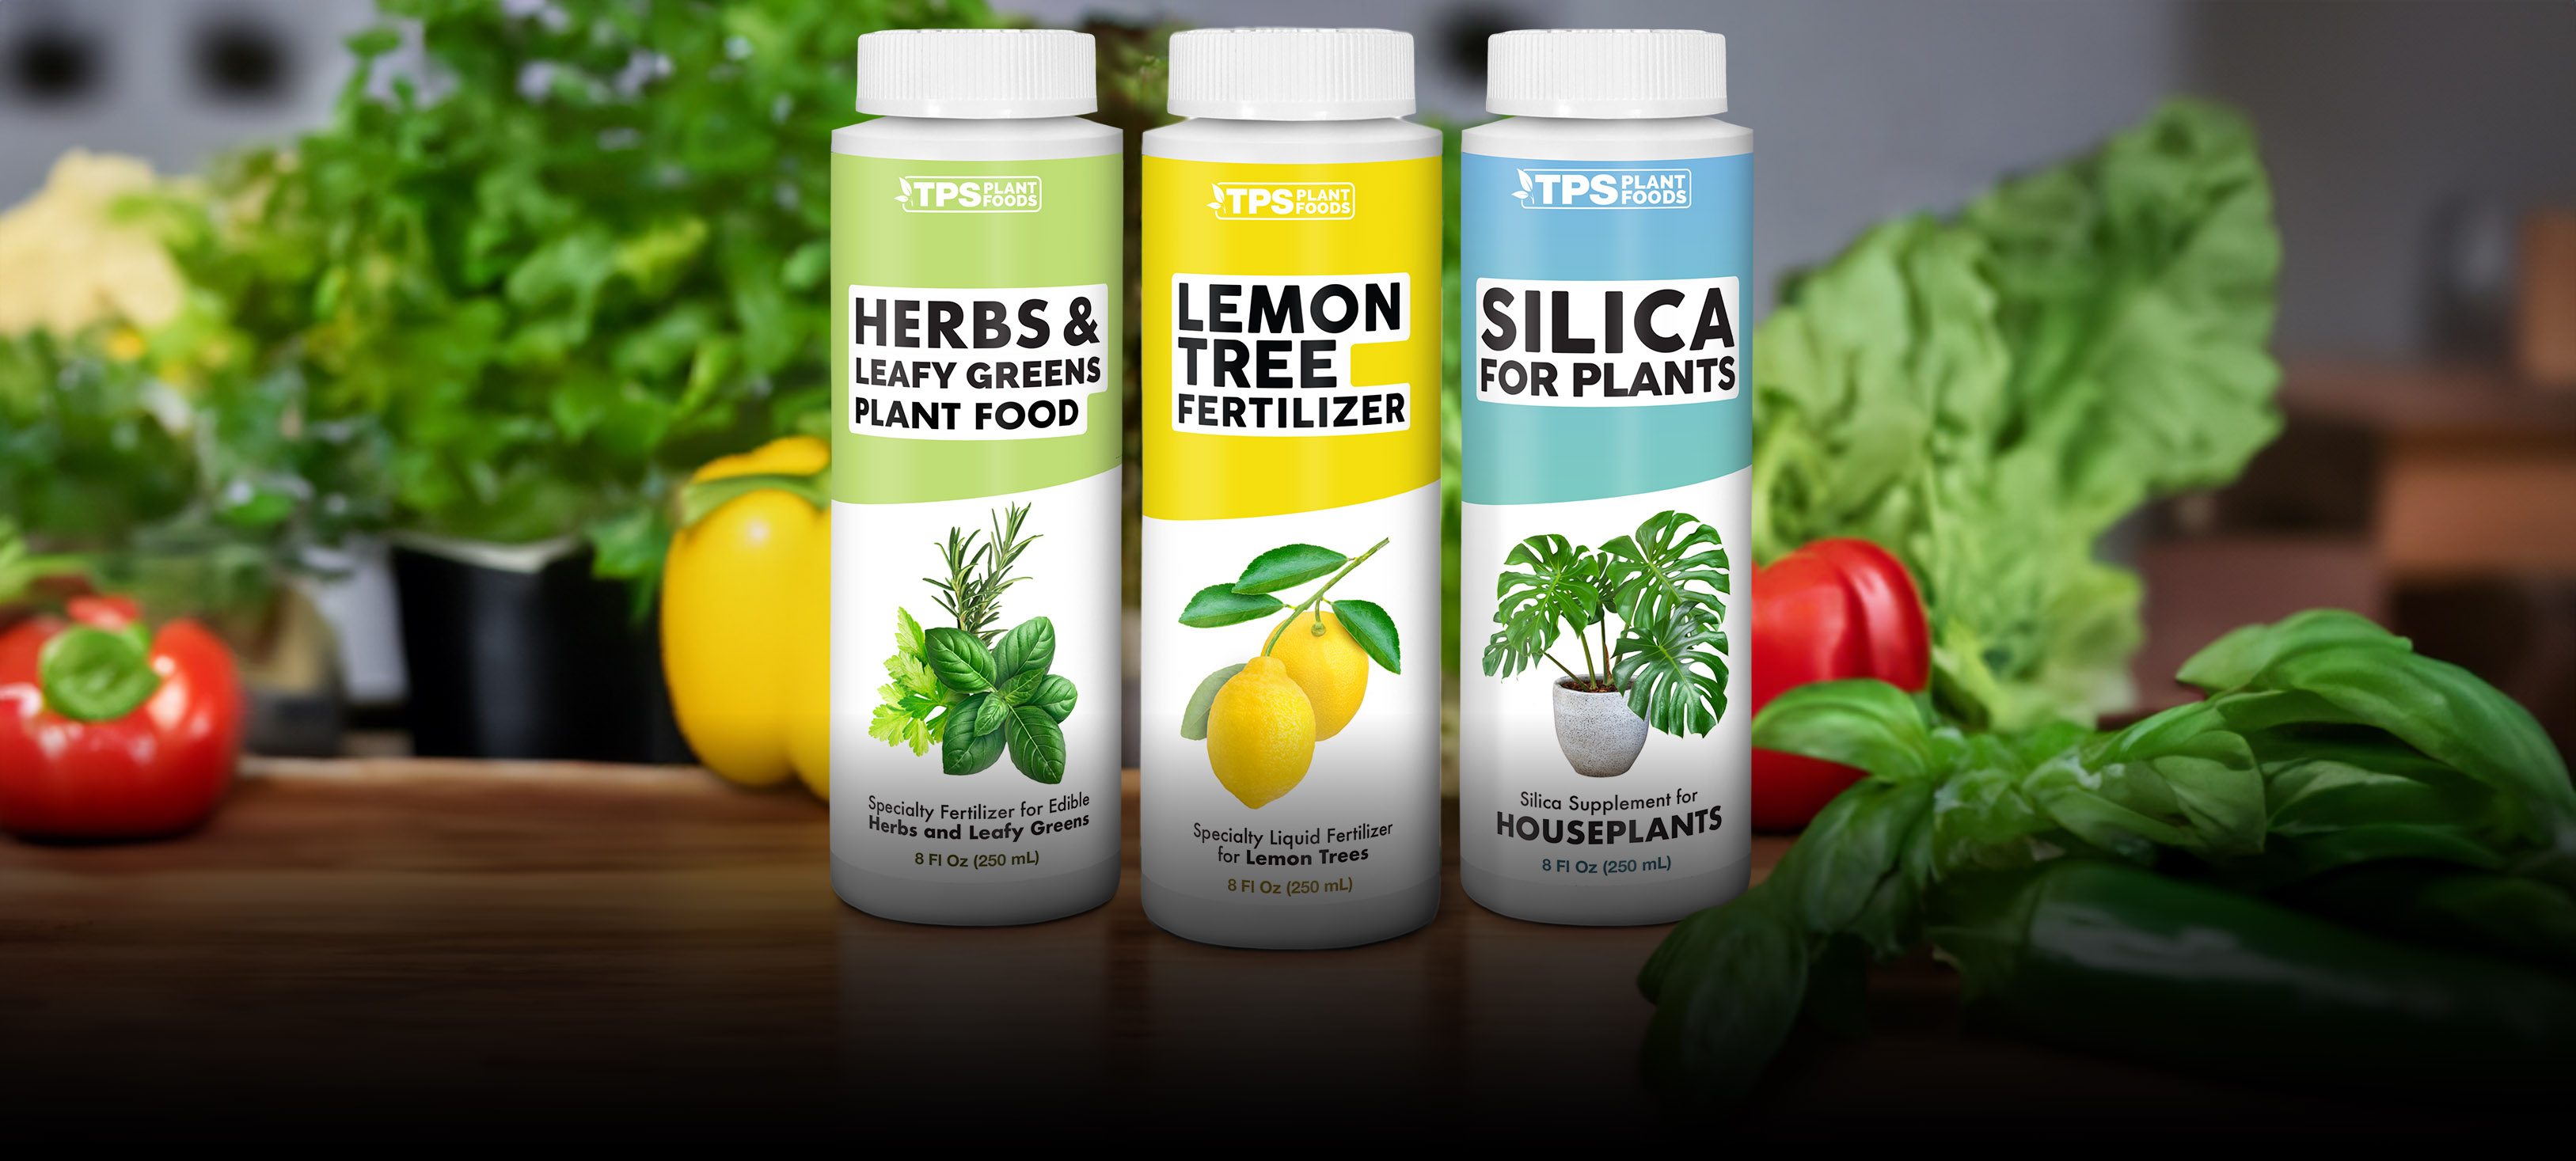 TPS PLANT FOODS
HERBS &
LEAFY GREENS
PLANT FOOD
Specialty Fertilizer for Edible
Herbs and Leafy Greens
8 Fl Oz (250 mL)
TPS PLANT FOODS
LEMON
TREE
FERTILIZER
Specialty Liquid Fertilizer
for Lemon Trees
8 Fl Oz (250 mL)
TPS PLANT FOODS
SILICA
FOR PLANTS
Silica Supplement for
HOUSEPLANTS
8 Fl Oz (250 mL)